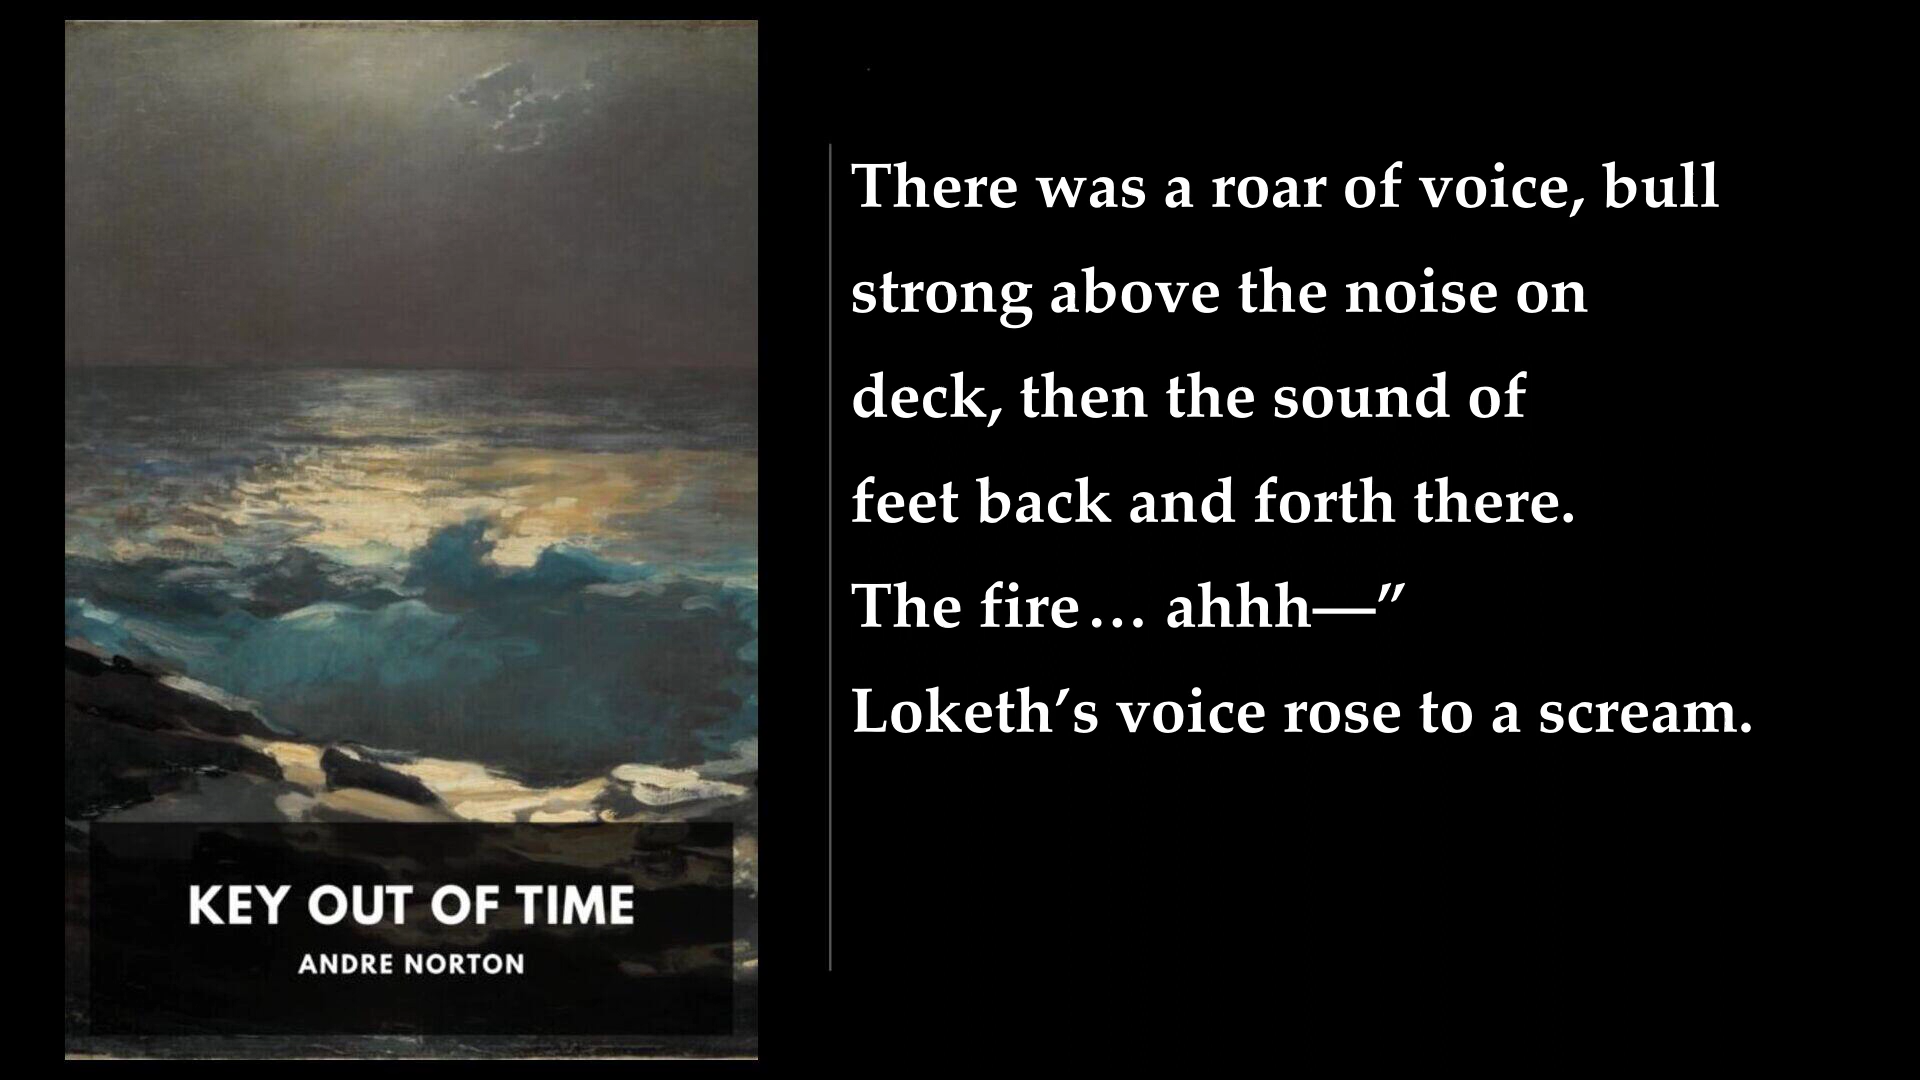 There was a roar of voice, bull
strong above the noise on
deck, then the sound of
feet back and forth there.
The fire… ahhh—”
Loketh’s voice rose to a scream.
KEY OUT OF TIME
ANDRE NORTON